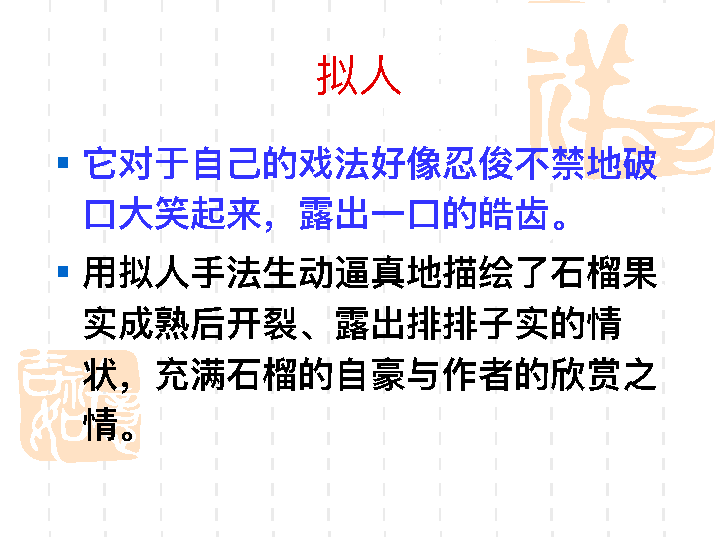 拟人
它对于自己的戏法好像忍俊不禁地破
口大笑起来，露出一口的皓齿。
用拟人手法生动逼真地描绘了石榴果
实成熟后开裂、露出排排子实的情
状，充满石榴的自豪与作者的欣赏之
情。